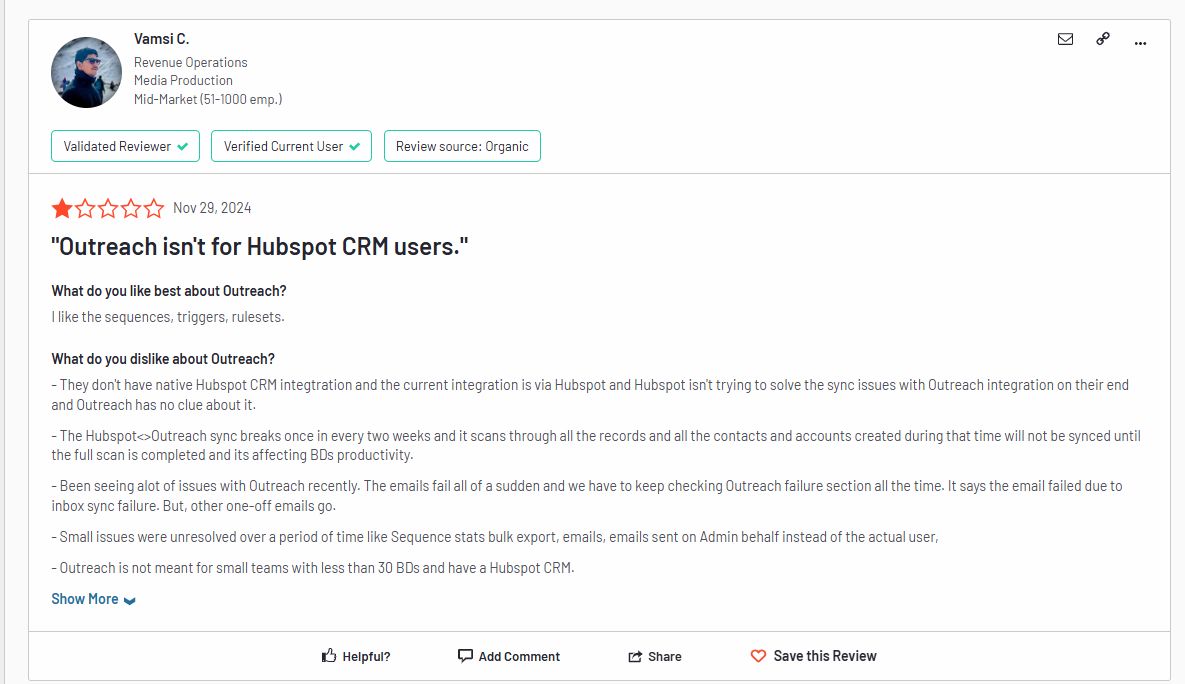 Vamsi C.
Revenue Operations
Media Production
Mid-Market (51-1000 emp.)
...
Validated Reviewer
Verified Current User
Review source: Organic
Nov 29, 2024
"Outreach isn't for Hubspot CRM users."
What do you like best about Outreach?
I like the sequences, triggers, rulesets.
What do you dislike about Outreach?
- They don't have native Hubspot CRM integtration and the current integration is via Hubspot and Hubspot isn't trying to solve the sync issues with Outreach integration on their end
and Outreach has no clue about it.
- The Hubspot<>Outreach sync breaks once in every two weeks and it scans through all the records and all the contacts and accounts created during that time will not be synced until
the full scan is completed and its affecting BDs productivity.
- Been seeing alot of issues with Outreach recently. The emails fail all of a sudden and we have to keep checking Outreach failure section all the time. It says the email failed due to
inbox sync failure. But, other one-off emails go.
- Small issues were unresolved over a period of time like Sequence stats bulk export, emails, emails sent on Admin behalf instead of the actual user,
- Outreach is not meant for small teams with less than 30 BDs and have a Hubspot CRM.
Show More
Helpful?
Add Comment
Share
Save this Review